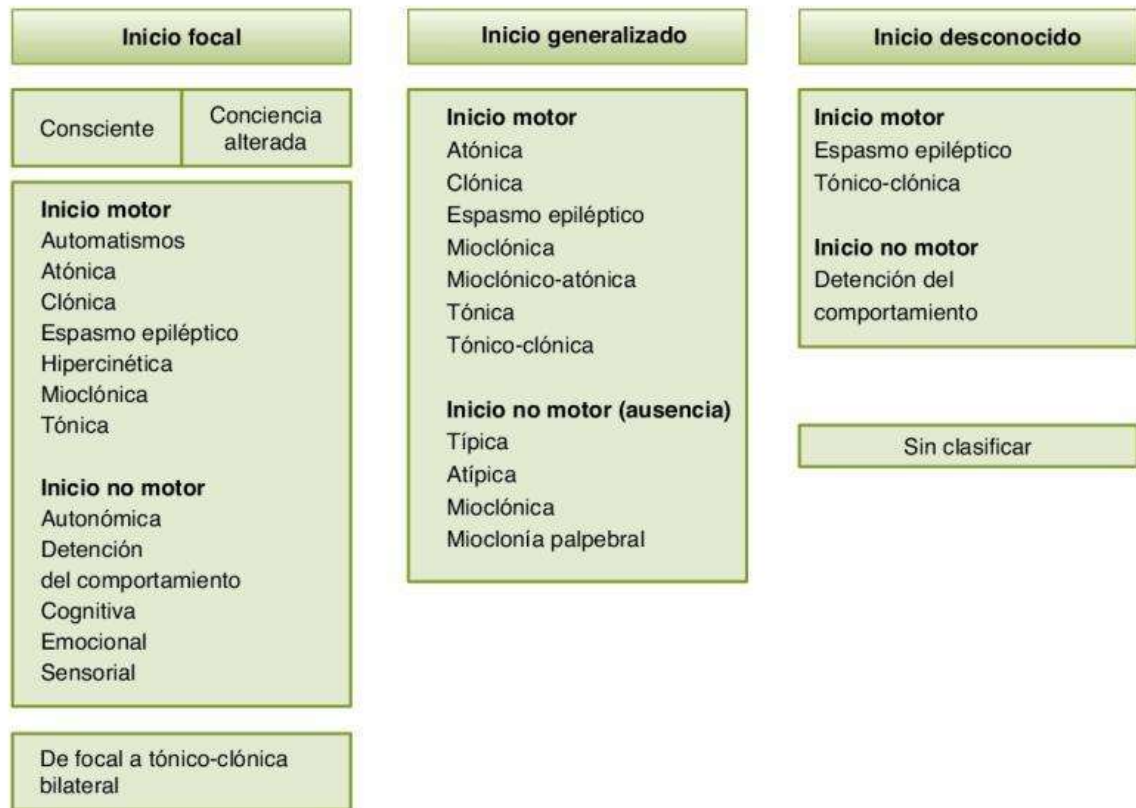 Inicio focal
Consciente
Conciencia
alterada
Inicio motor
Automatismos
Atónica
Clónica
Espasmo epiléptico
Hipercinética
Mioclónica
Tónica
Inicio no motor
Autonómica
Detención
del comportamiento
Cognitiva
Emocional
Sensorial
De focal a tónico-clónica
bilateral
Inicio generalizado
Inicio motor
Atónica
Clónica
Espasmo epiléptico
Mioclónica
Mioclónico-atónica
Tónica
Tónico-clónica
Inicio no motor (ausencia)
Típica
Atípica
Mioclónica
Mioclonía palpebral
Inicio desconocido
Inicio motor
Espasmo epiléptico
Tónico-clónica
Inicio no motor
Detención del
comportamiento
Sin clasificar